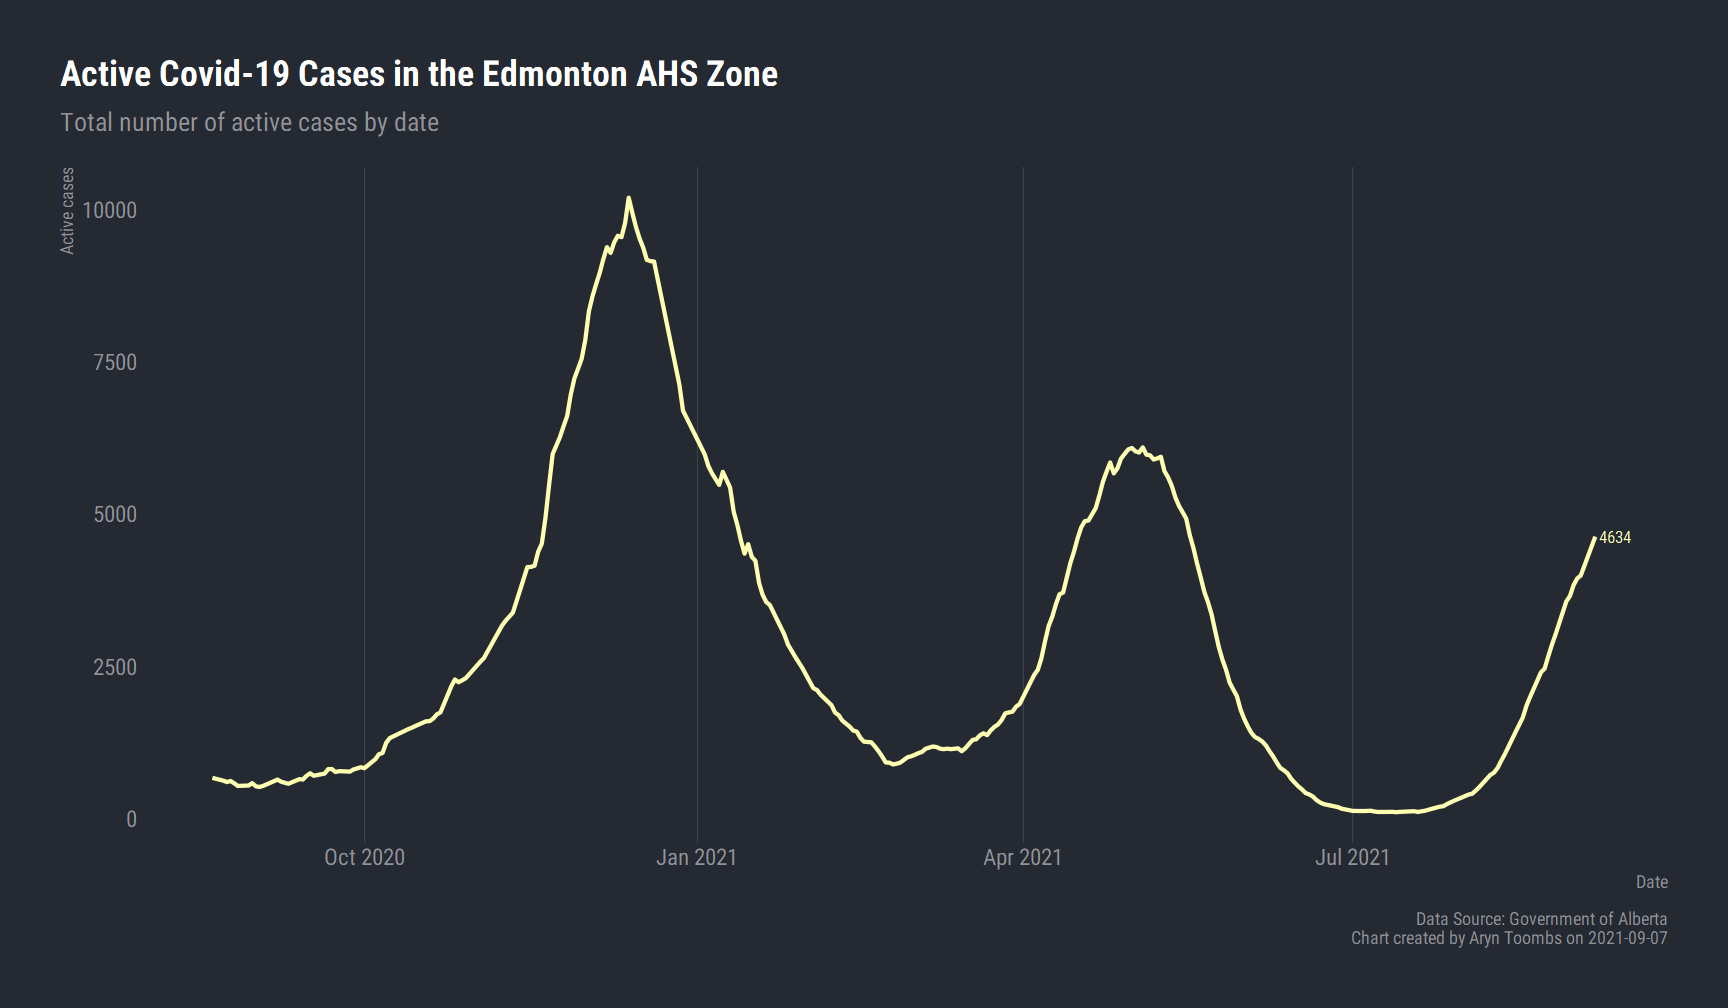 Active Covid-19 Cases in the Edmonton AHS Zone
Total number of active cases by date
Active cases
10000
7500
5000
2500
0
4634
Oct 2020
Jan 2021
Apr 2021
Jul 2021
Date
Data Source: Government of Alberta
Chart created by Aryn Toombs on 2021-09-07